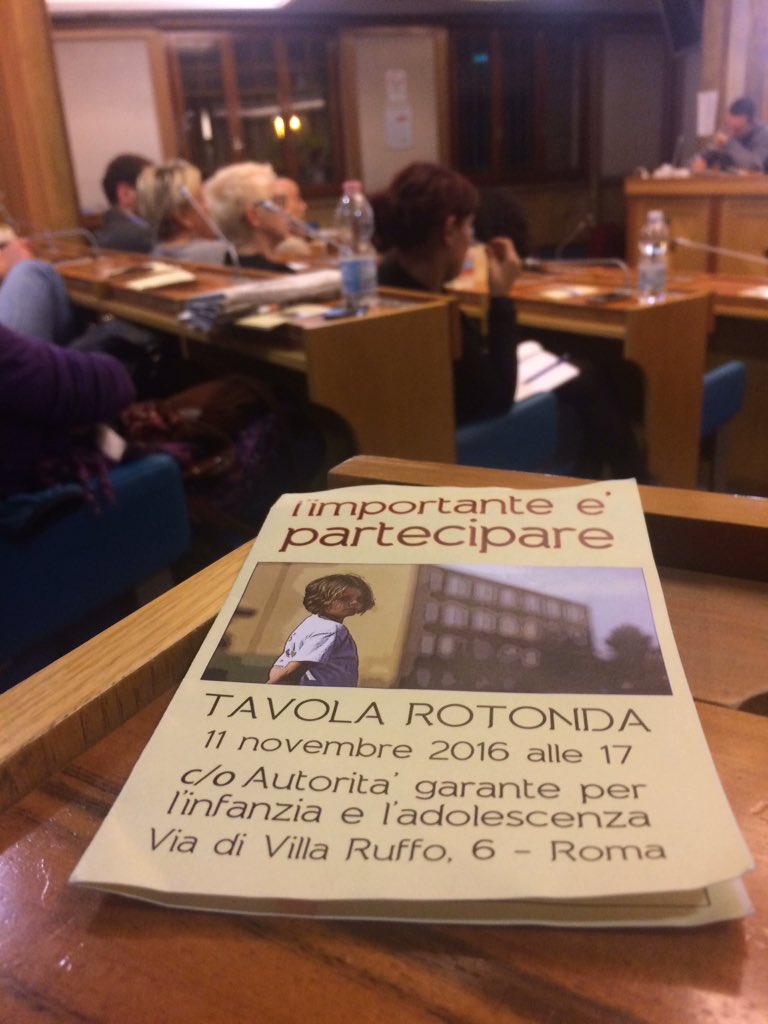 l'importante e'
partecipare
TAVOLA ROTONDA
11 novembre 2016 alle 17
c/o Autorita' garante per
l'infanzia e l'adolescenza
Via di Villa Ruffo, 6 - Roma